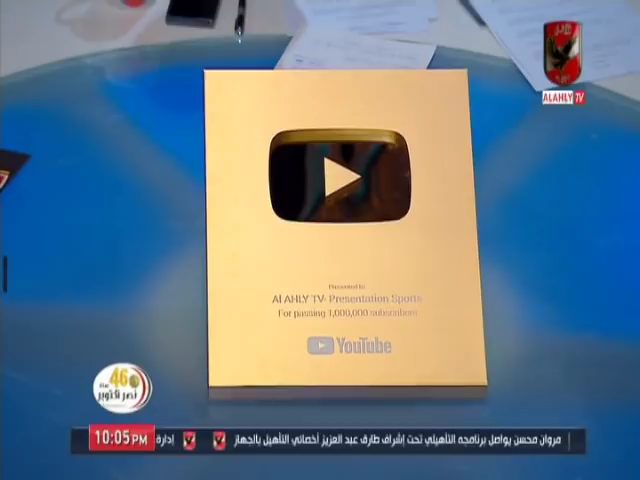 ALAHLY TV
Presented to
Al AHLY TV- Presentation Sports
For passing 1,000,000 subscribers
YouTube
46
نصر أكتوبر
10:05 PM
مروان محسن يواصل برنامجه التأهيلي تحت إشراف طارق عبد العزيز أخصائي التأهيل بالجهاز
إدارة